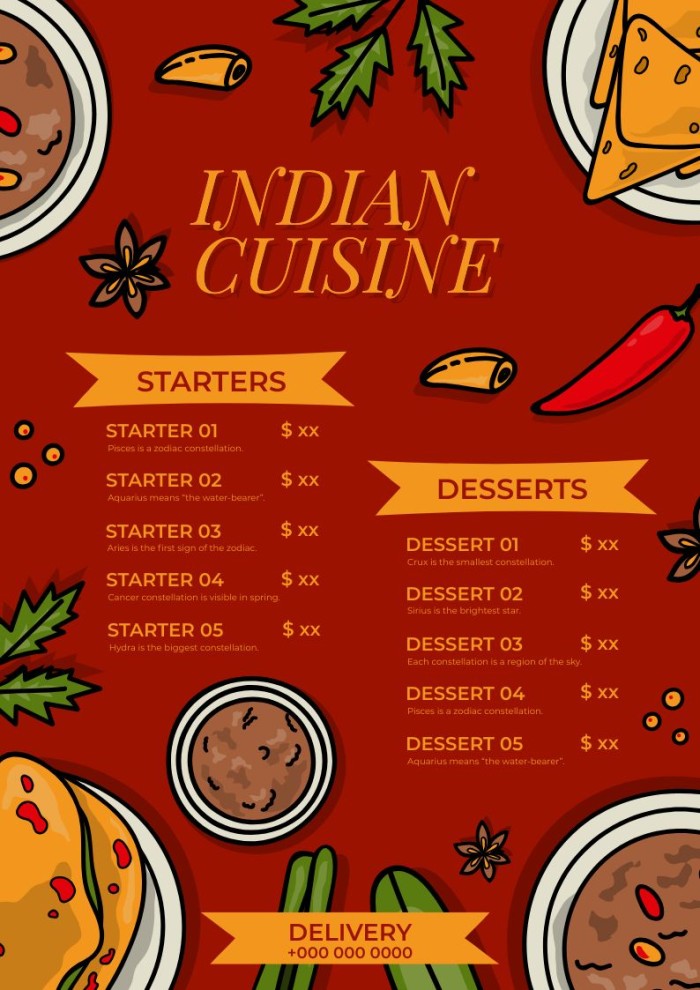 INDIAN
CUISINE
STARTERS
STARTER 01 $ xx
Pisces is a zodiac constellation.
STARTER 02 $ xx
Aquarius means “the water-bearer”.
STARTER 03 $ xx
Aries is the first sign of the zodiac.
STARTER 04 $ xx
Cancer constellation is visible in spring.
STARTER 05 $ xx
Hydra is the biggest constellation.
DESSERTS
DESSERT 01 $ xx
Crux is the smallest constellation.
DESSERT 02 $ xx
Sirius is the brightest star.
DESSERT 03 $ xx
Each constellation is a region of the sky.
DESSERT 04 $ xx
Pisces is a zodiac constellation.
DESSERT 05 $ xx
Aquarius means “the water-bearer”.
DELIVERY
+000 000 0000